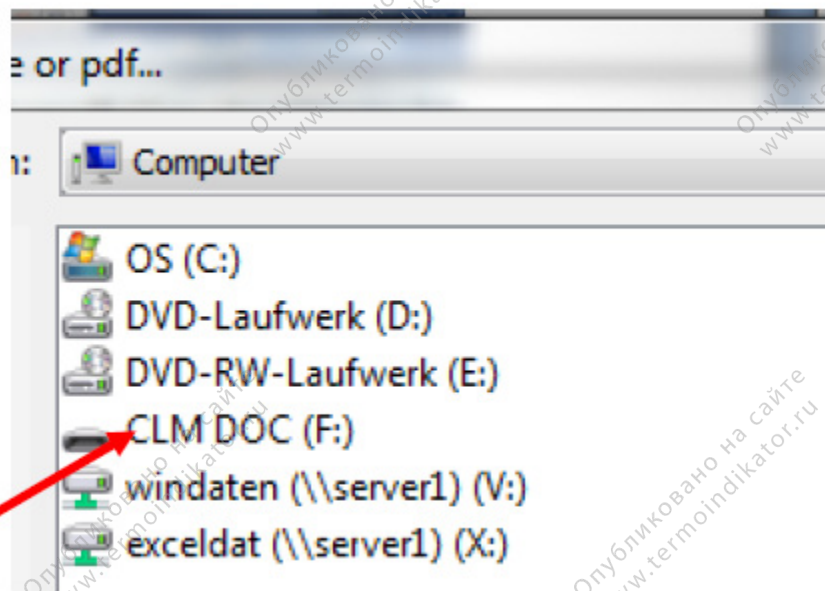 e or pdf...
n: Computer
OS (C:)
DVD-Laufwerk (D:)
DVD-RW-Laufwerk (E:)
CLM DOC (F:)
windaten (\\server1) (V:)
exceldat (\\server1) (X:)
Опубликовано на сайте
www.termoindikator.ru